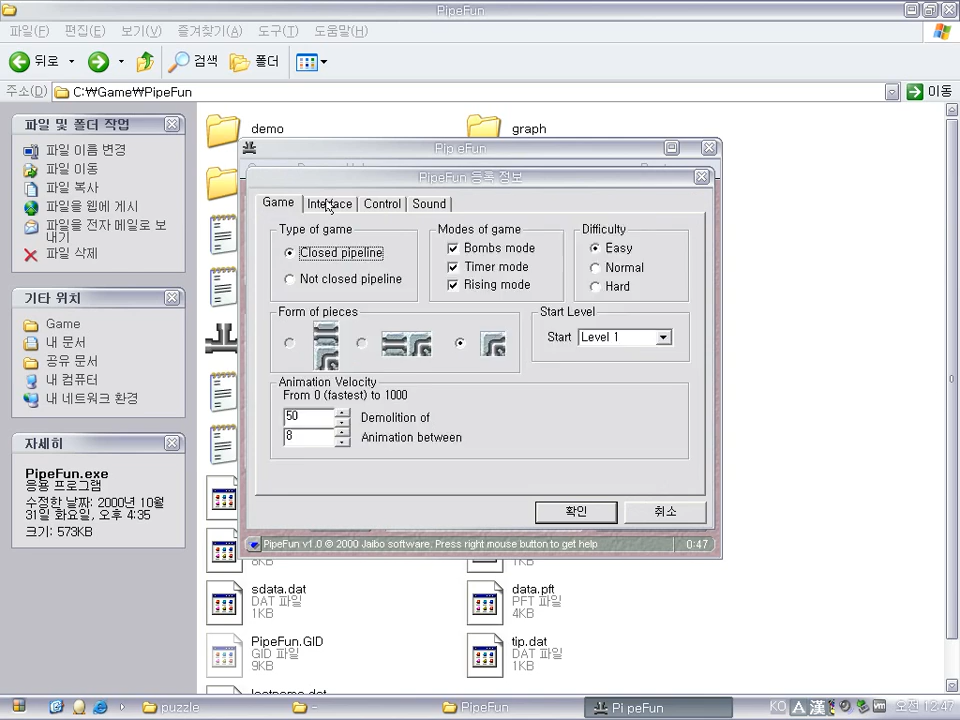 PipeFun
파일(F) 편집(E) 보기(V) 즐겨찾기(A) 도구(T) 도움말(H)
뒤로 검색 폴더
주소(D) C:₩Game₩PipeFun 이동
파일 및 폴더 작업
파일 이름 변경
파일 이동
파일 복사
파일을 웹에 게시
파일을 전자 메일로 보
내기
파일 삭제
기타 위치
Game
내 문서
공유 문서
내 컴퓨터
내 네트워크 환경
자세히
PipeFun.exe
응용 프로그램
수정한 날짜: 2000년 10월
31일 화요일, 오후 4:35
크기: 573KB
demo
graph
PipeFun
PipeFun 등록 정보
Game Interface Control Sound
Type of game
Closed pipeline
Not closed pipeline
Modes of game
Bombs mode
Timer mode
Rising mode
Difficulty
Easy
Normal
Hard
Form of pieces
Start Level
Start Level 1
Animation Velocity
From 0 (fastest) to 1000
50 Demolition of
8 Animation between
확인 취소
PipeFun v1.0 © 2000 Jaibo software. Press right mouse button to get help 0:47
8KB
1KB
sdata.dat
DAT 파일
1KB
data.pft
PFT 파일
4KB
PipeFun.GID
GID 파일
9KB
tip.dat
DAT 파일
1KB
puzzle - PipeFun PipeFun KO A 漢 오전 12:47